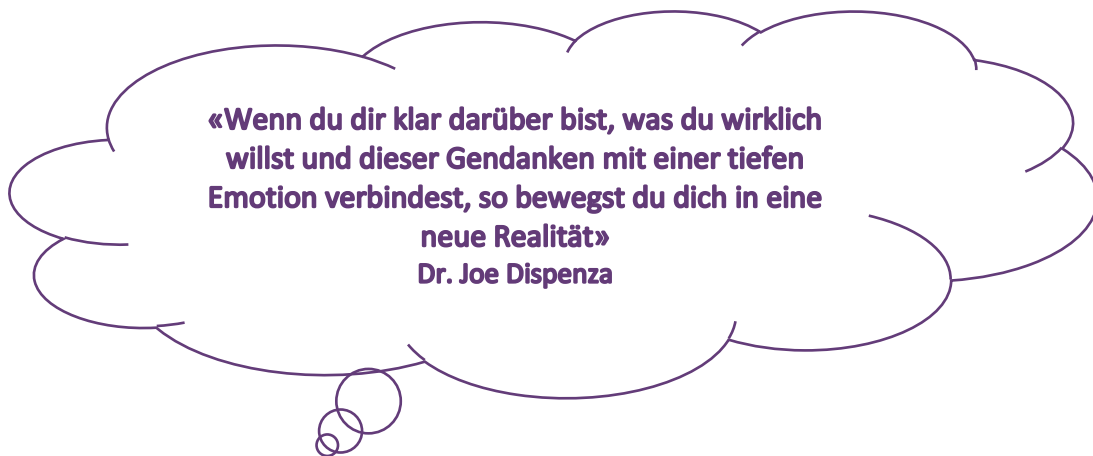 «Wenn du dir klar darüber bist, was du wirklich
willst und dieser Gendanken mit einer tiefen
Emotion verbindest, so bewegst du dich in eine
neue Realität»
Dr. Joe Dispenza